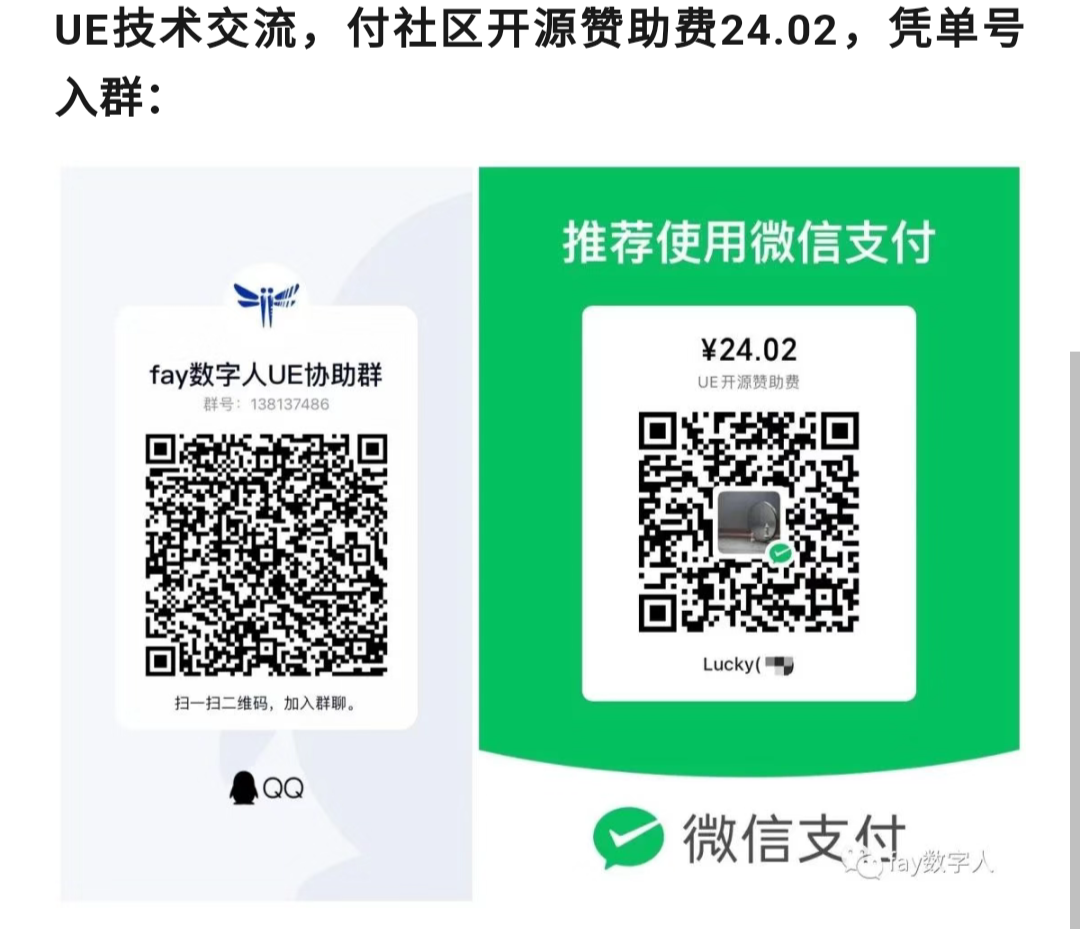 UE技术交流，付社区开源赞助费24.02，凭单号
入群：
fay数字人UE协助群
群号：138137486
扫一扫二维码，加入群聊。
QQ
推荐使用微信支付
¥24.02
UE开源赞助费
Lucky(
微信支付
fay数字人